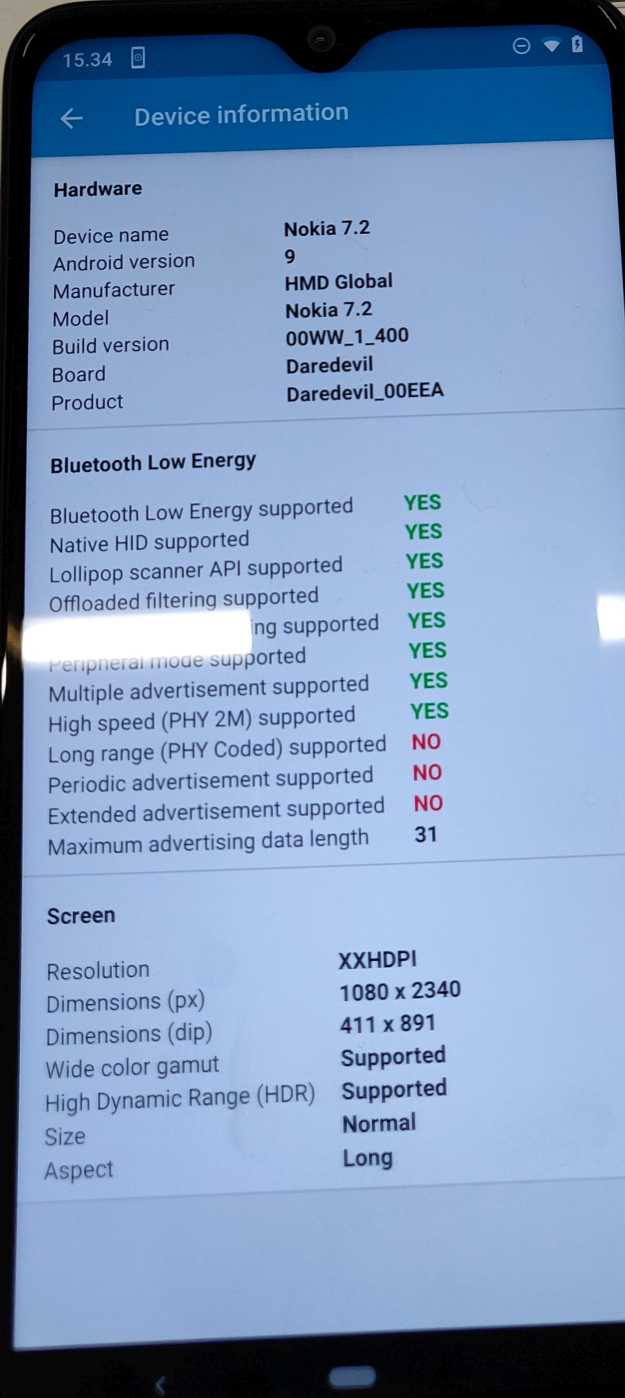 15.34
Device information
Hardware
Device name Nokia 7.2
Android version 9
Manufacturer HMD Global
Model Nokia 7.2
Build version 00WW_1_400
Board Daredevil
Product Daredevil_00EEA
Bluetooth Low Energy
Bluetooth Low Energy supported YES
Native HID supported YES
Lollipop scanner API supported YES
Offloaded filtering supported YES
supported YES
Peripheral mode supported YES
Multiple advertisement supported YES
High speed (PHY 2M) supported YES
Long range (PHY Coded) supported NO
Periodic advertisement supported NO
Extended advertisement supported NO
Maximum advertising data length 31
Screen
Resolution XXHDPI
Dimensions (px) 1080 x 2340
Dimensions (dip) 411 x 891
Wide color gamut Supported
High Dynamic Range (HDR) Supported
Size Normal
Aspect Long